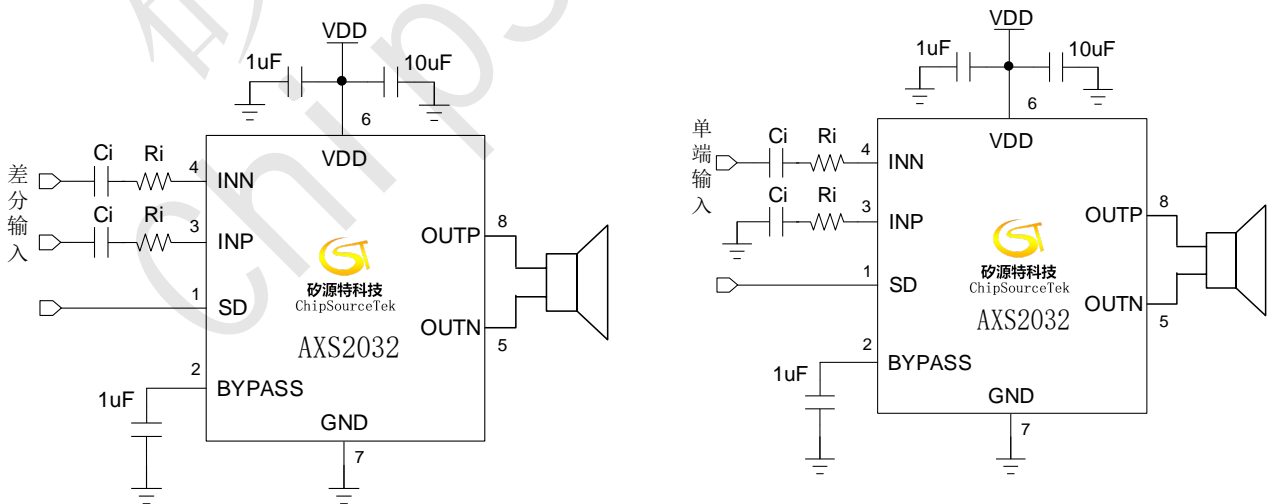 VDD
1uF
10uF
6
VDD
差分输入
Ci
Ri
4
INN
Ci
Ri
3
INP
8
OUTP
矽源特科技
ChipSourceTek
1
SD
AXS2032
OUTN
5
2
BYPASS
1uF
GND
7
VDD
1uF
10uF
6
VDD
单端输入
Ci
Ri
4
INN
Ci
Ri
3
INP
8
OUTP
矽源特科技
ChipSourceTek
1
SD
AXS2032
OUTN
5
2
BYPASS
1uF
GND
7